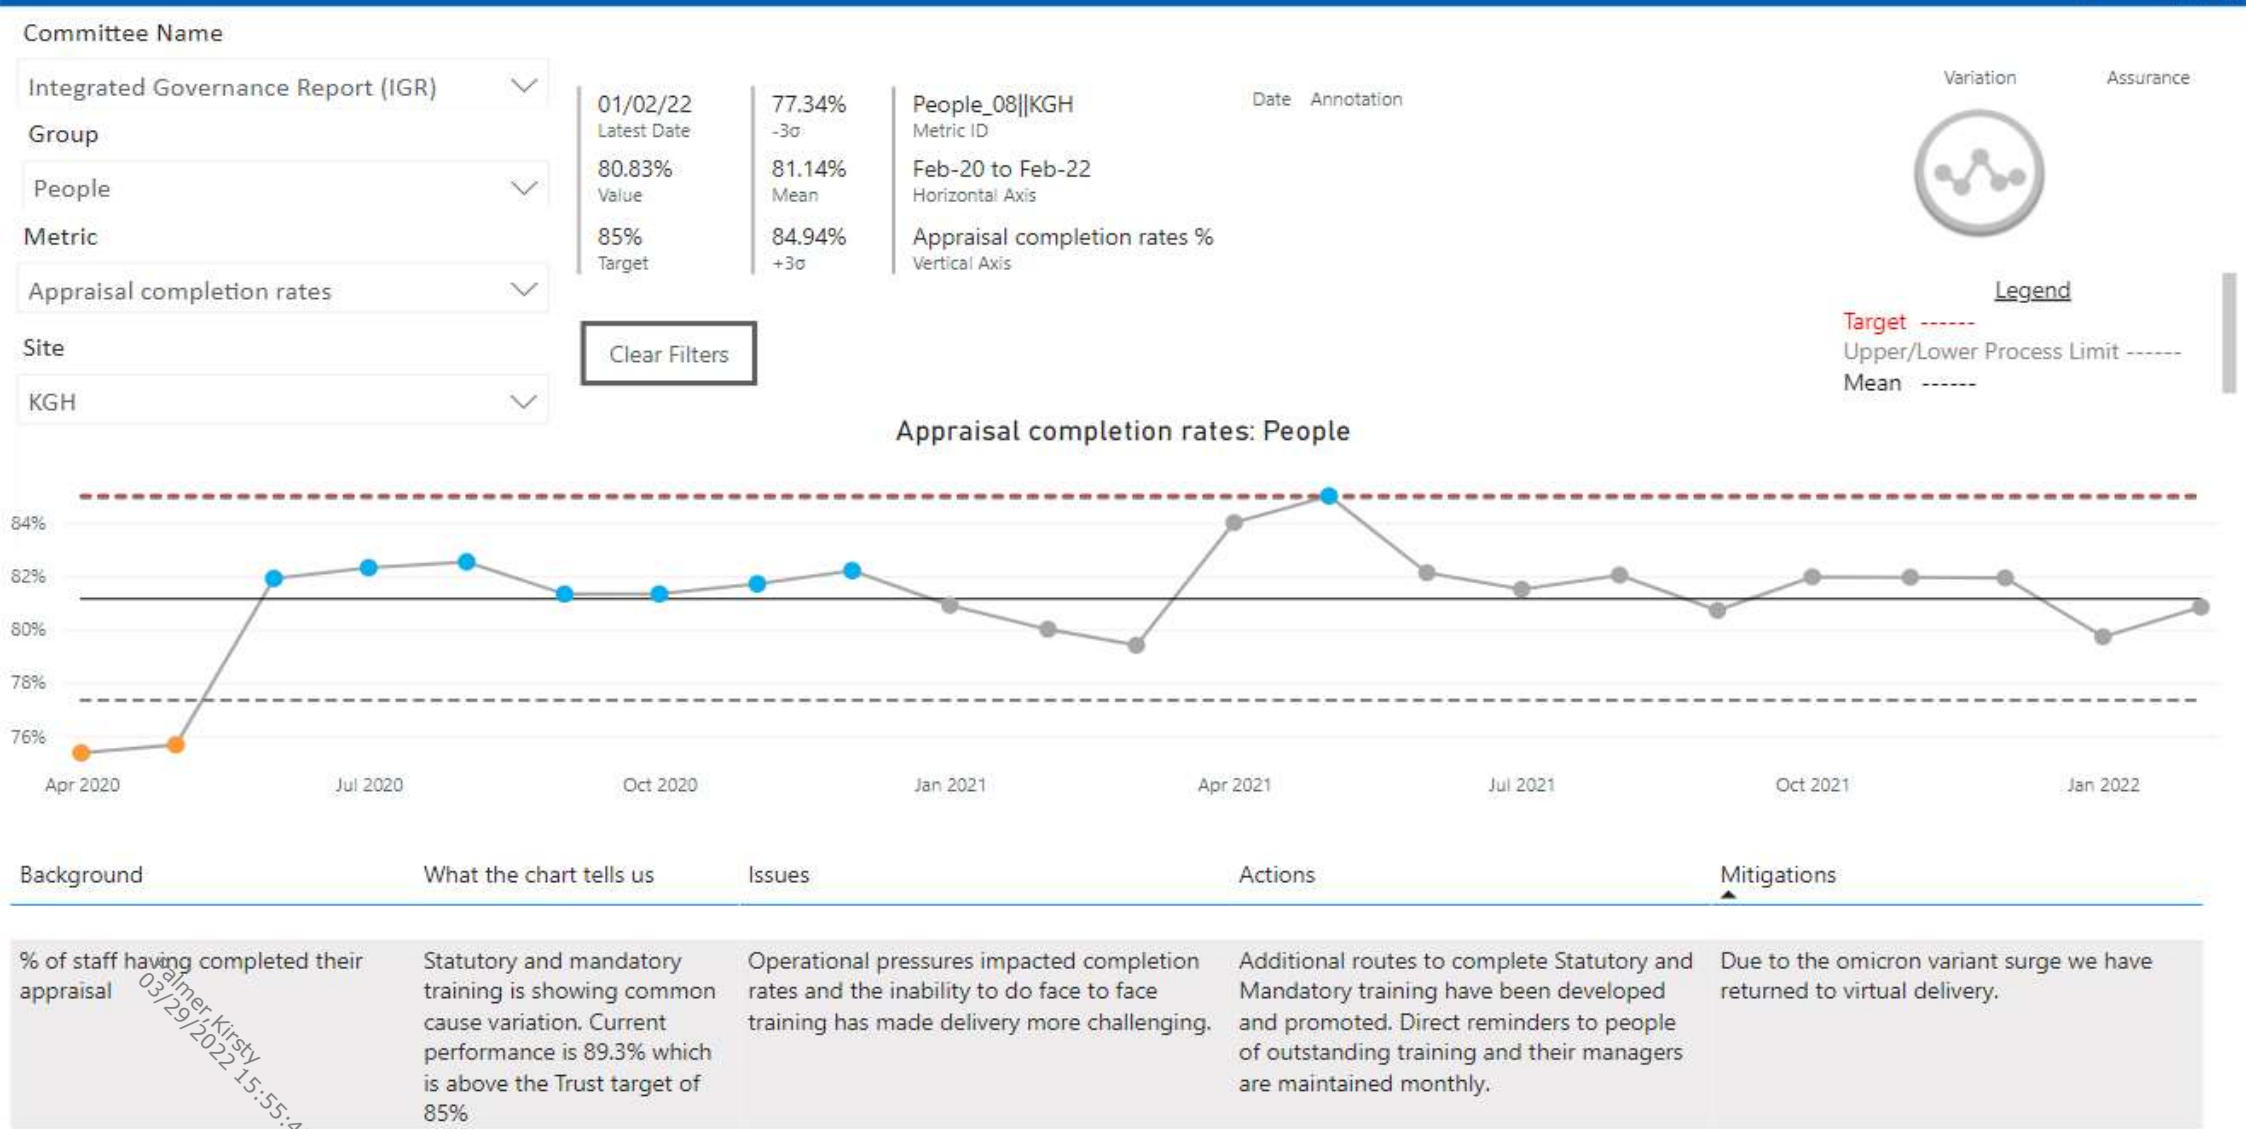 Committee Name
Integrated Governance Report (IGR)
Group
People
Metric
Appraisal completion rates
Site
KGH
01/02/22
Latest Date
80.83%
Value
85%
Target
77.34%
-3σ
81.14%
Mean
84.94%
+3σ
People_08||KGH
Metric ID
Feb-20 to Feb-22
Horizontal Axis
Appraisal completion rates %
Vertical Axis
Clear Filters
Date Annotation
Variation Assurance
Legend
Target ------
Upper/Lower Process Limit ------
Mean ------
Appraisal completion rates: People
84%
82%
80%
78%
76%
Apr 2020 Jul 2020 Oct 2020 Jan 2021 Apr 2021 Jul 2021 Oct 2021 Jan 2022
Background
% of staff having completed their
appraisal
What the chart tells us
Statutory and mandatory
training is showing common
cause variation. Current
performance is 89.3% which
is above the Trust target of
85%
Issues
Operational pressures impacted completion
rates and the inability to do face to face
training has made delivery more challenging.
Actions
Additional routes to complete Statutory and
Mandatory training have been developed
and promoted. Direct reminders to people
of outstanding training and their managers
are maintained monthly.
Mitigations
Due to the omicron variant surge we have
returned to virtual delivery.
Kirsty
03/29/2022 15:55:4